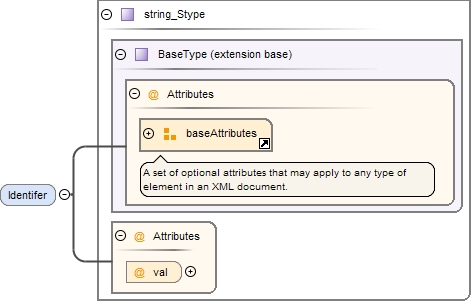 string_Stype
BaseType (extension base)
@ Attributes
baseAttributes
A set of optional attributes that may apply to any type of
element in an XML document.
Identifer
@ Attributes
@ val